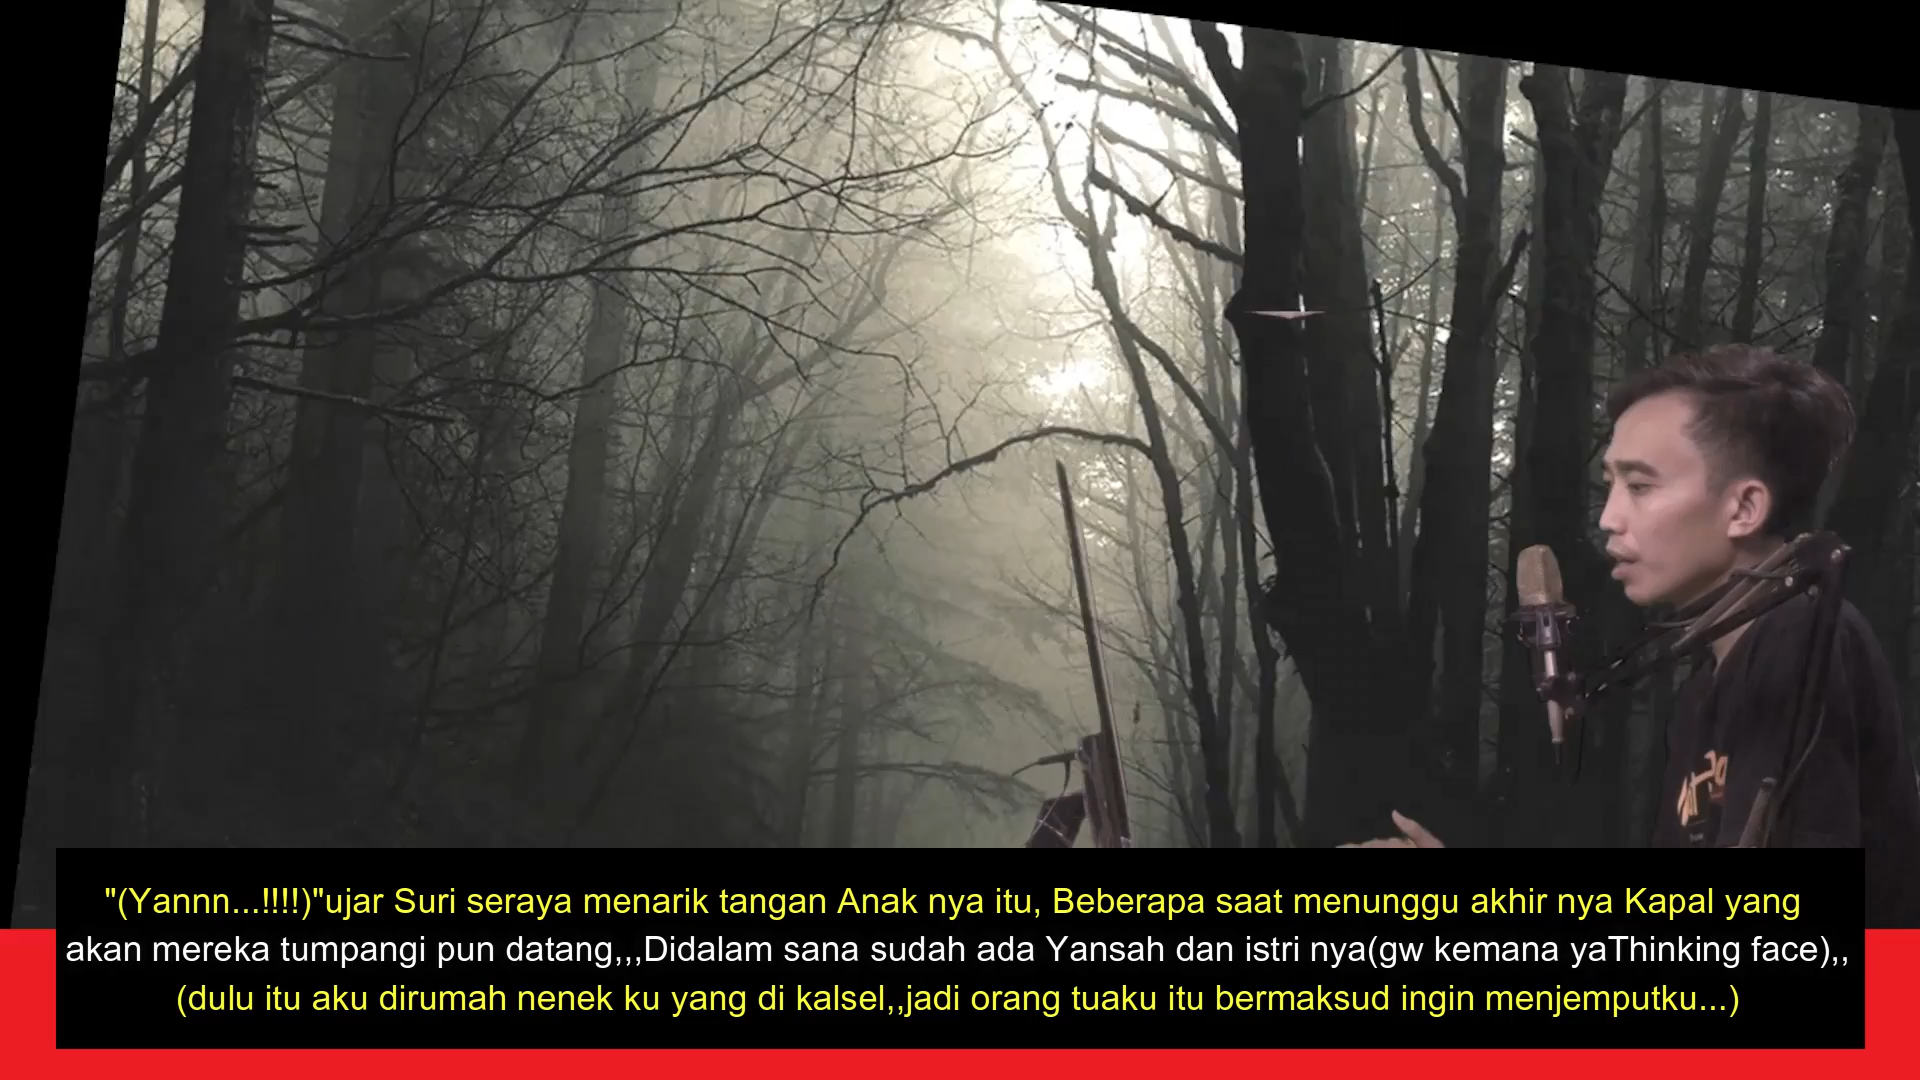 "(Yannn...!!!!)"ujar Suri seraya menarik tangan Anak nya itu, Beberapa saat menunggu akhir nya Kapal yang
akan mereka tumpangi pun datang,,,Didalam sana sudah ada Yansah dan istri nya(gw kemana yaThinking face),,
(dulu itu aku dirumah nenek ku yang di kalsel,,jadi orang tuaku itu bermaksud ingin menjemputku...)